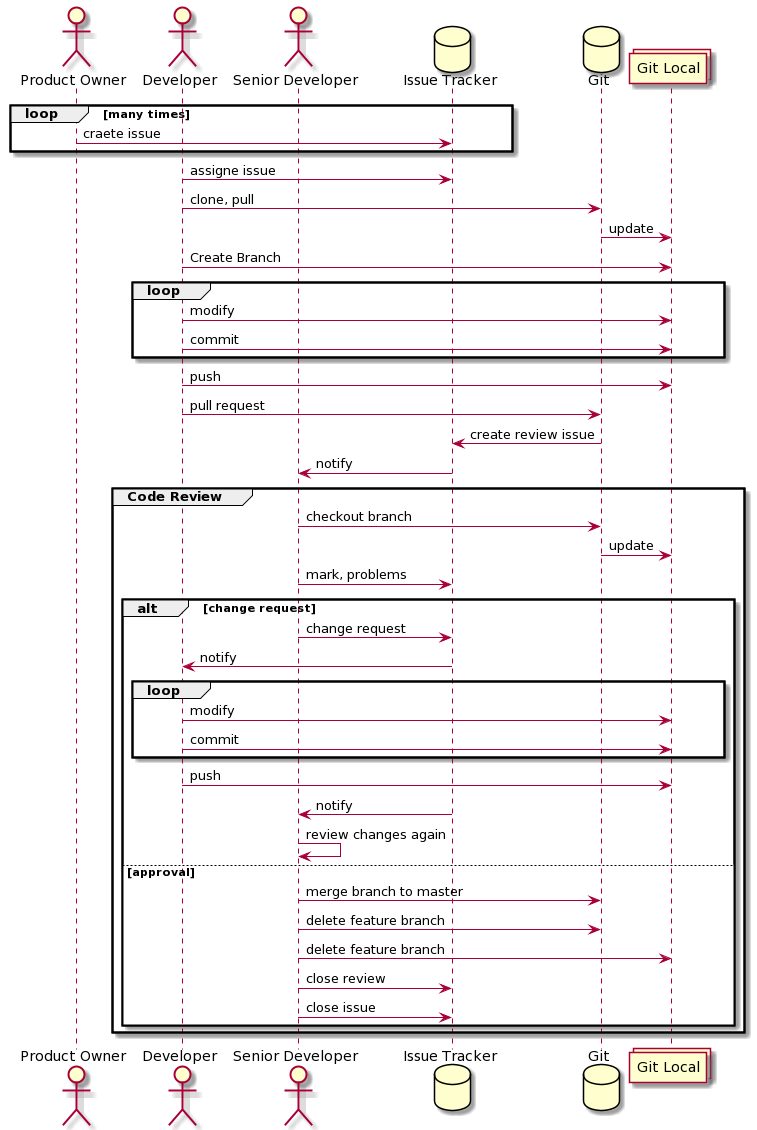 Product Owner Developer Senior Developer Issue Tracker Git Git Local
loop [many times]
craete issue
assigne issue
clone, pull
update
Create Branch
loop
modify
commit
push
pull request
create review issue
notify
Code Review
checkout branch
update
mark, problems
alt [change request]
change request
notify
loop
modify
commit
push
notify
review changes again
[approval]
merge branch to master
delete feature branch
delete feature branch
close review
close issue
Product Owner Developer Senior Developer Issue Tracker Git Git Local